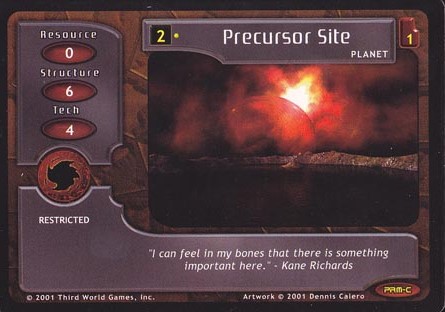 Resource
0
Structure
6
Tech
4
2
Precursor Site
PLANET
1
RESTRICTED
"I can feel in my bones that there is something
important here." - Kane Richards
© 2001 Third World Games, Inc.
Artwork © 2001 Dennis Calero
PRM-C